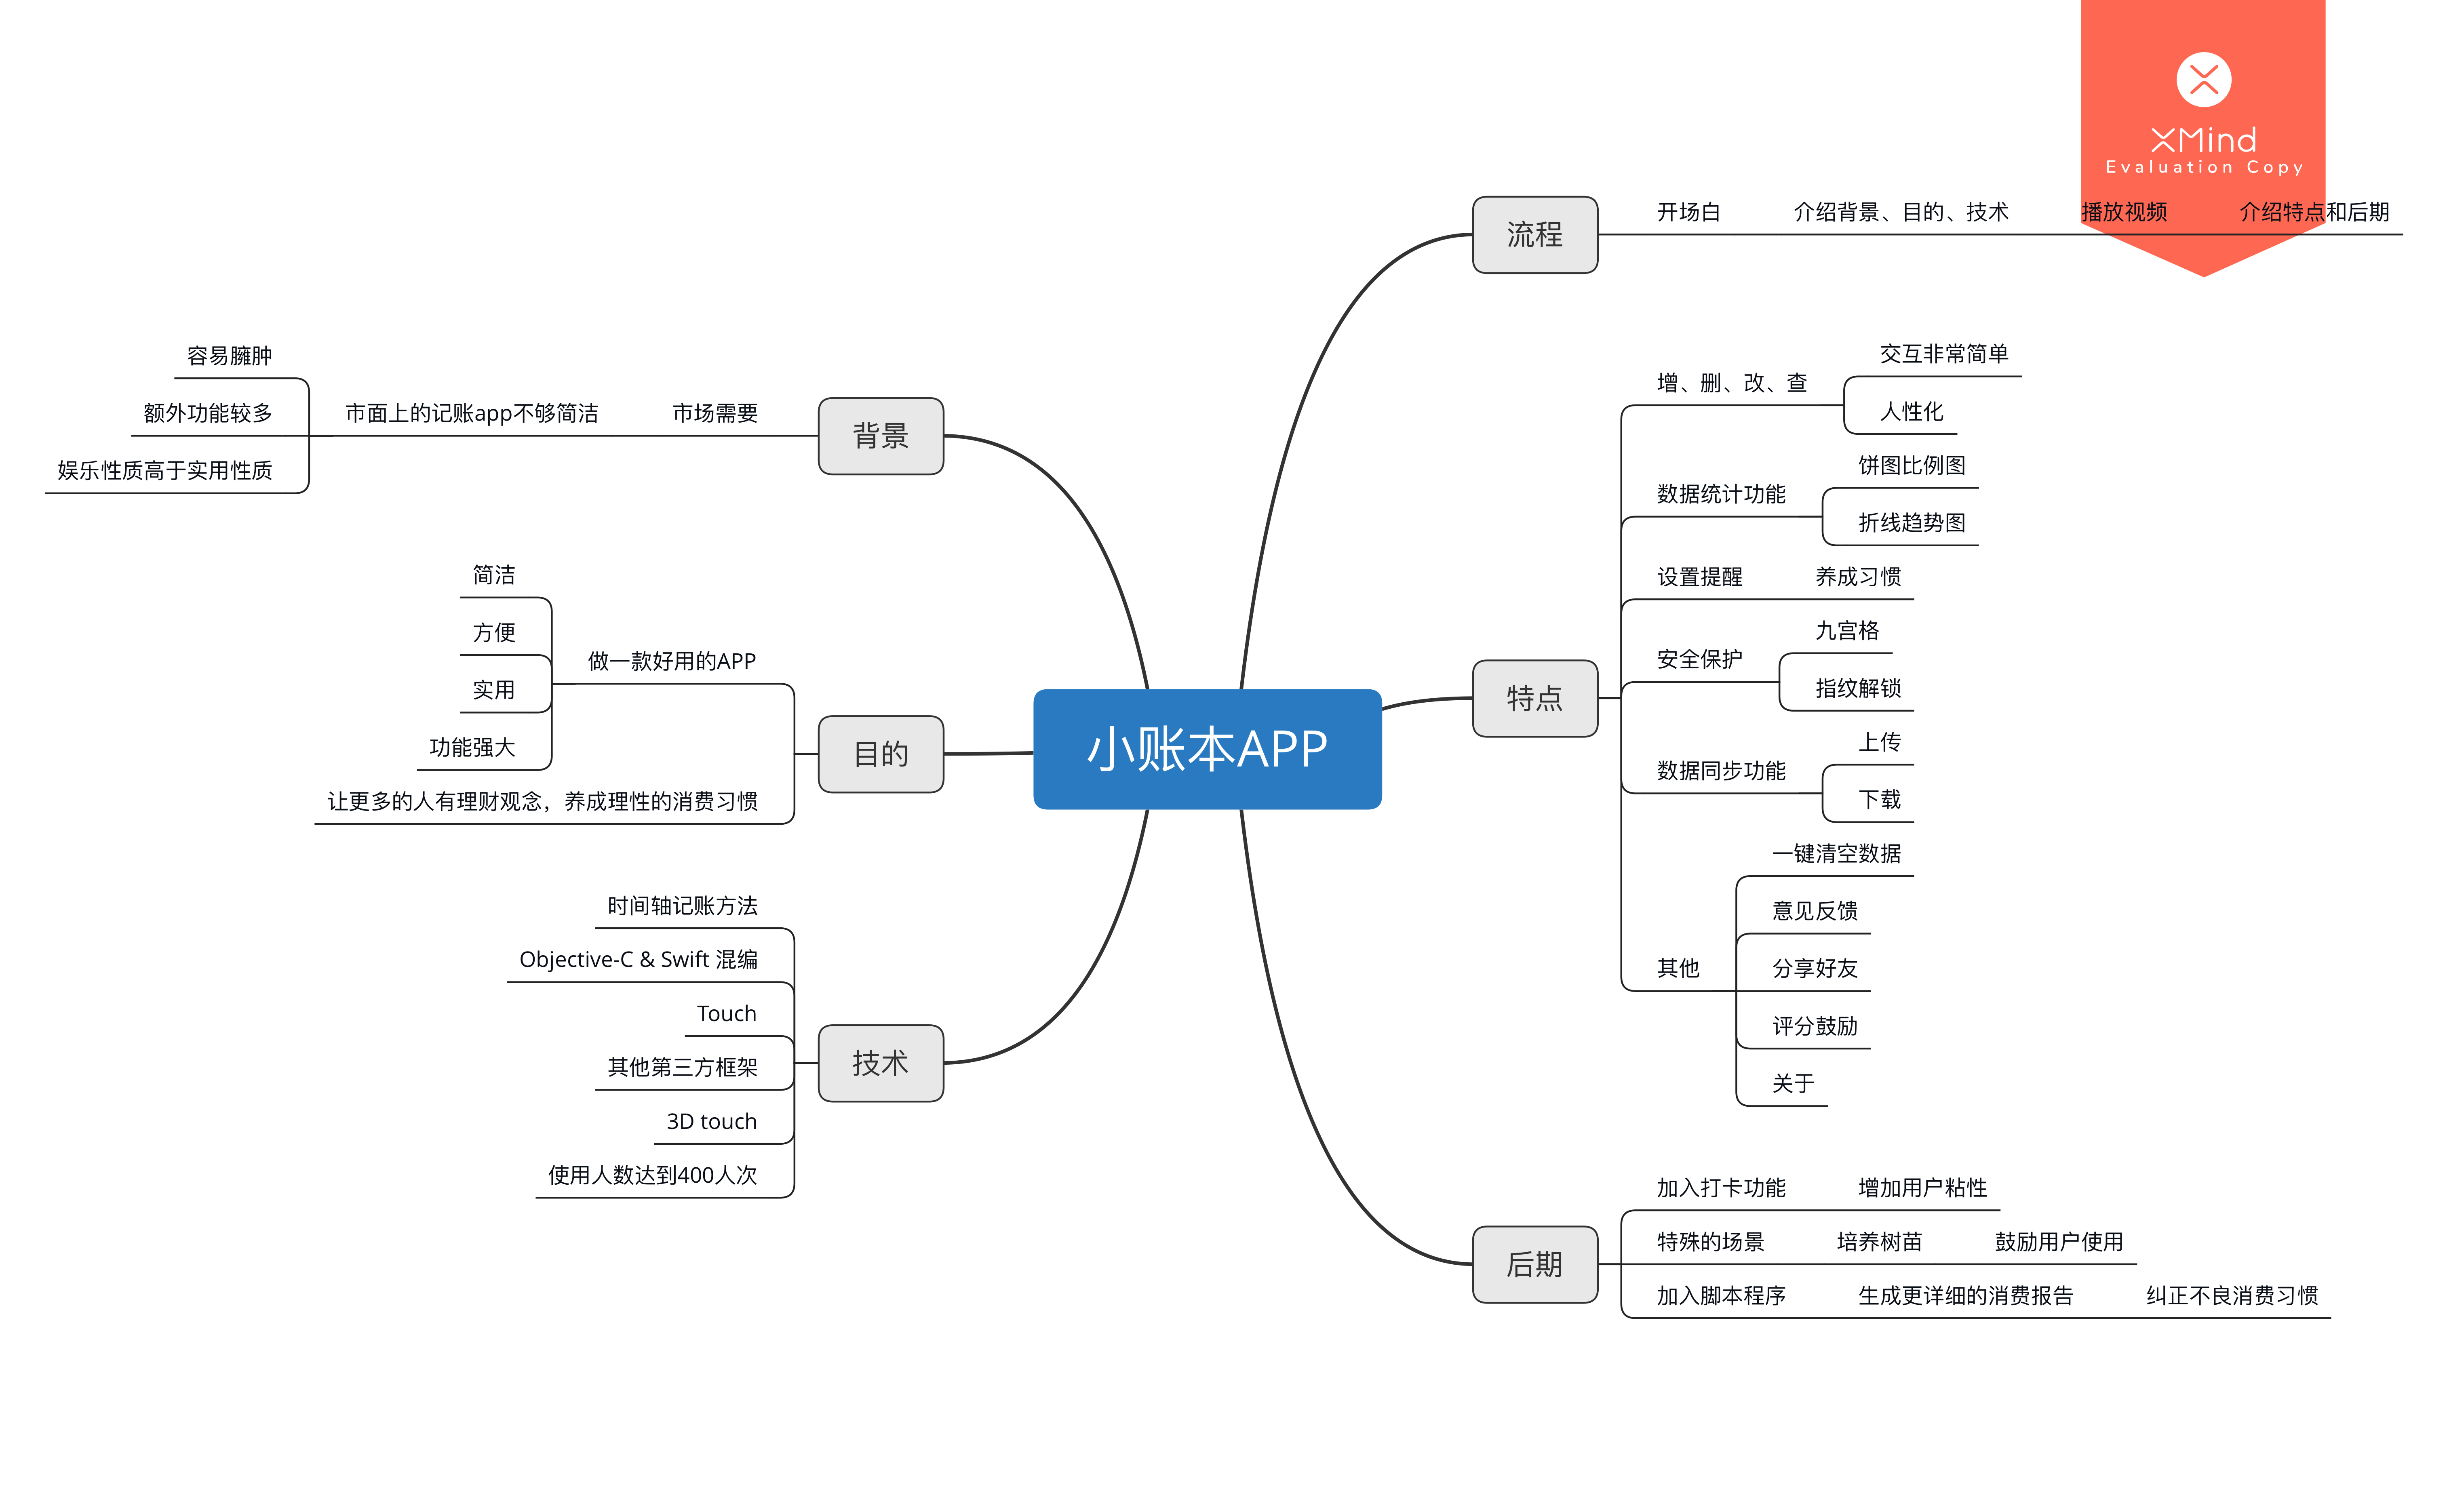 XMind
Evaluation Copy
小账本APP
流程
开场白
介绍背景、目的、技术
播放视频
介绍特点和后期
特点
增、删、改、查
交互非常简单
人性化
数据统计功能
饼图比例图
折线趋势图
设置提醒
养成习惯
安全保护
九宫格
指纹解锁
数据同步功能
上传
下载
其他
一键清空数据
意见反馈
分享好友
评分鼓励
关于
后期
加入打卡功能
增加用户粘性
特殊的场景
培养树苗
鼓励用户使用
加入脚本程序
生成更详细的消费报告
纠正不良消费习惯
背景
市场需要
市面上的记账app不够简洁
容易臃肿
额外功能较多
娱乐性质高于实用性质
目的
做一款好用的APP
简洁
方便
实用
功能强大
让更多的人有理财观念，养成理性的消费习惯
技术
时间轴记账方法
Objective-C & Swift 混编
Touch
其他第三方框架
3D touch
使用人数达到400人次